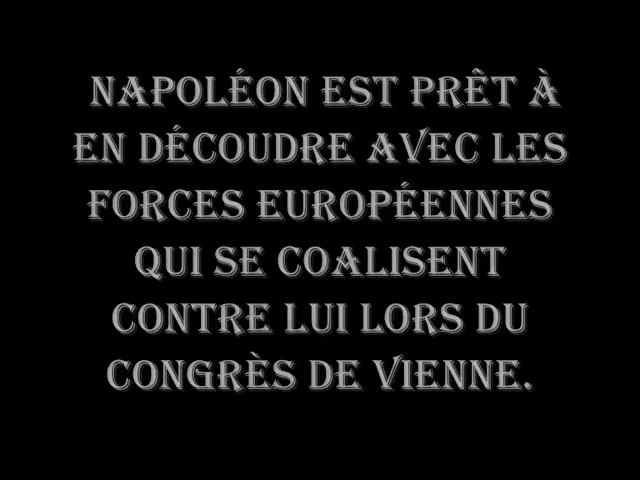 NAPOLÉON EST PRÊT À
EN DÉCOUDRE AVEC LES
FORCES EUROPÉENNES
QUI SE COALISENT
CONTRE LUI LORS DU
CONGRÈS DE VIENNE.